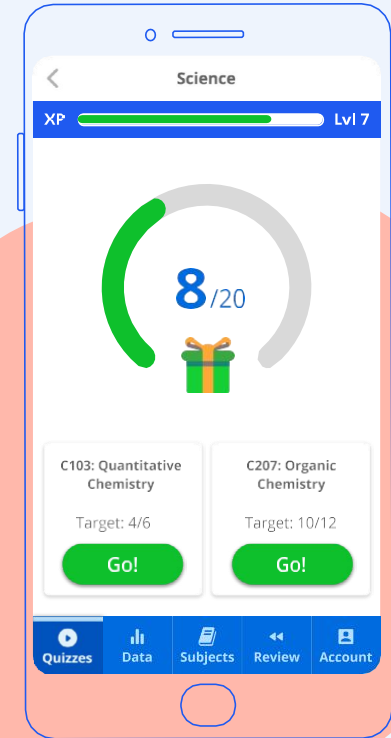 Science
XP Lvl 7
8/20
C103: Quantitative
Chemistry
Target: 4/6
Go!
C207: Organic
Chemistry
Target: 10/12
Go!
Quizzes Data Subjects Review Account